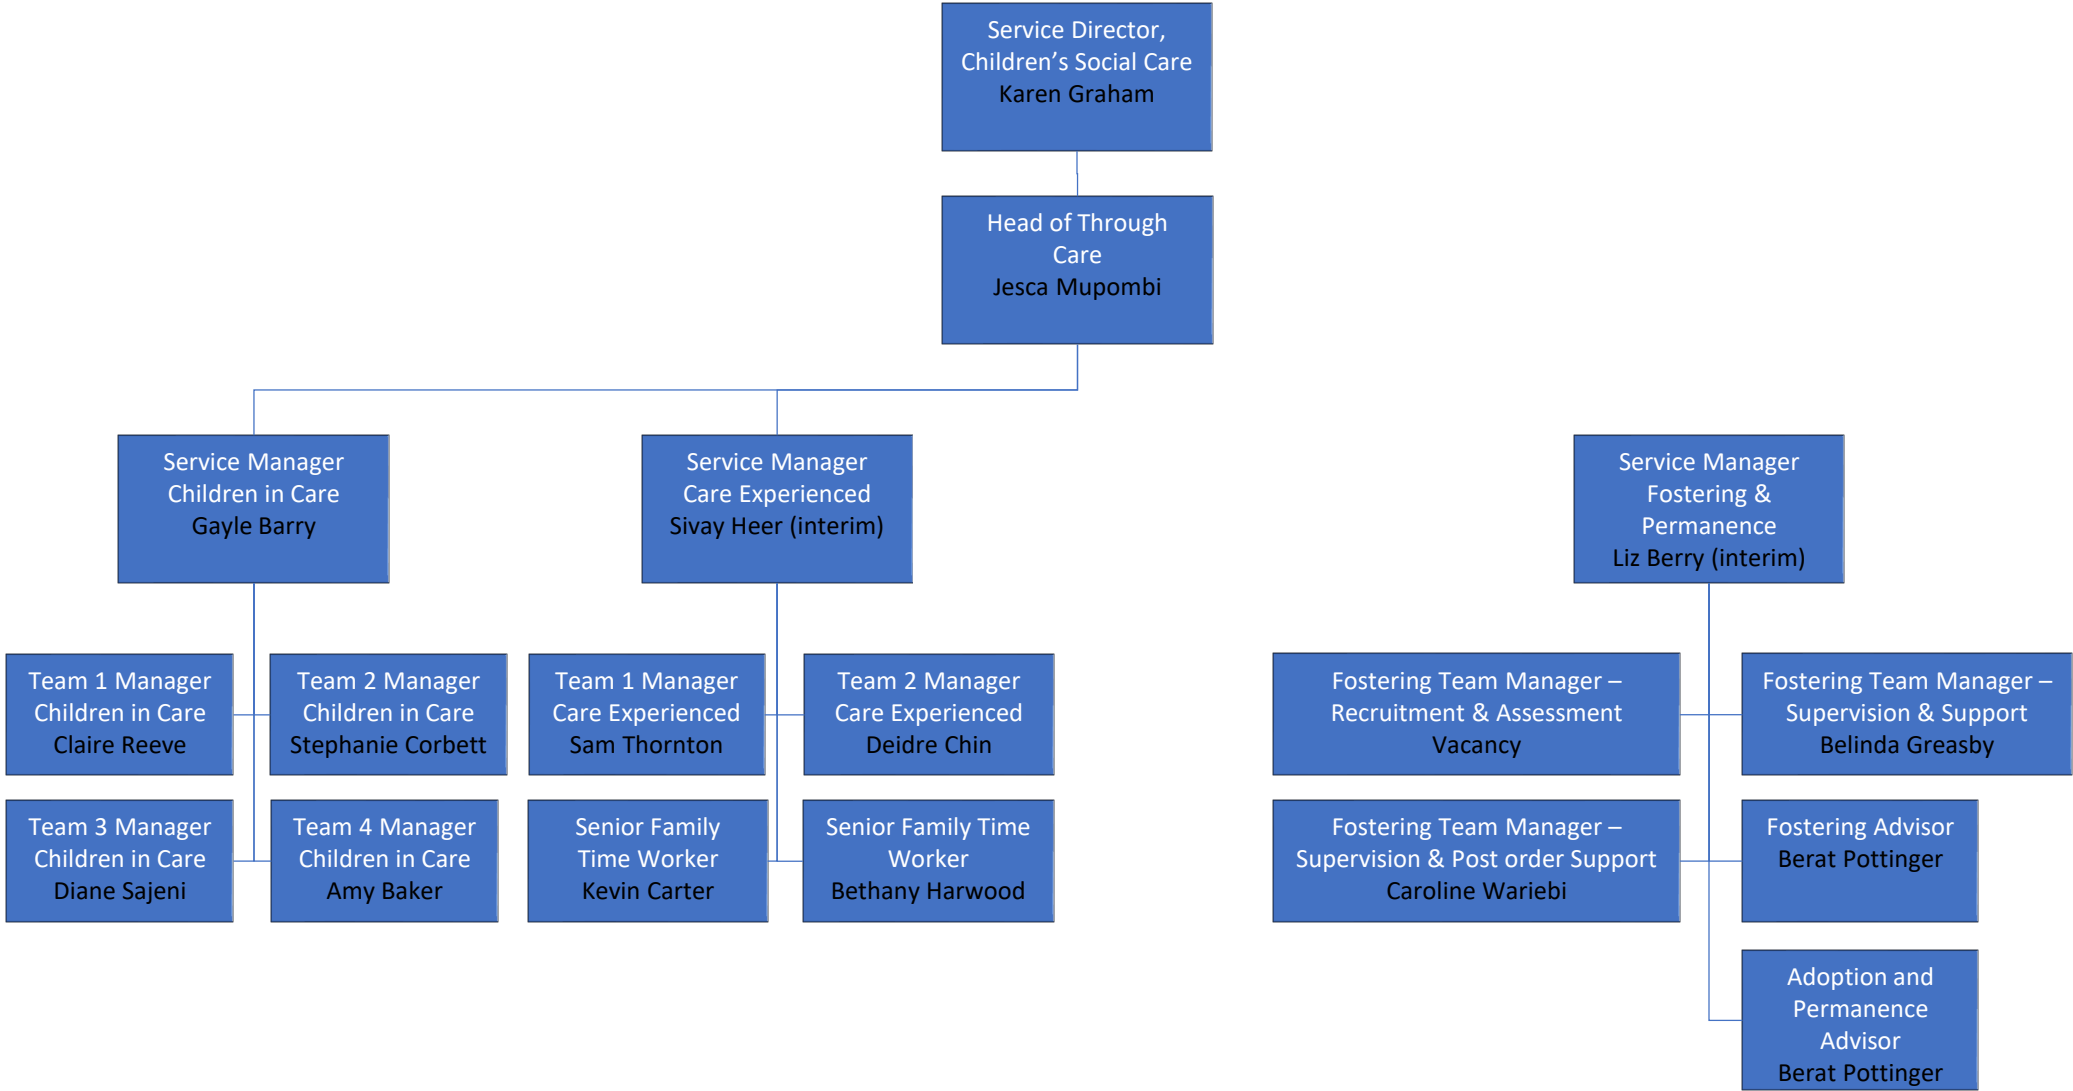 Service Director,
Children’s Social Care
Karen Graham
Head of Through
Care
Jesca Mupombi
Service Manager
Children in Care
Gayle Barry
Service Manager
Care Experienced
Sivay Heer (interim)
Service Manager
Fostering &
Permanence
Liz Berry (interim)
Team 1 Manager
Children in Care
Claire Reeve
Team 2 Manager
Children in Care
Stephanie Corbett
Team 1 Manager
Care Experienced
Sam Thornton
Team 2 Manager
Care Experienced
Deidre Chin
Fostering Team Manager –
Recruitment & Assessment
Vacancy
Fostering Team Manager –
Supervision & Support
Belinda Greasby
Team 3 Manager
Children in Care
Diane Sajeni
Team 4 Manager
Children in Care
Amy Baker
Senior Family
Time Worker
Kevin Carter
Senior Family Time
Worker
Bethany Harwood
Fostering Team Manager –
Supervision & Post order Support
Caroline Wariebi
Fostering Advisor
Berat Pottinger
Adoption and
Permanence
Advisor
Berat Pottinger